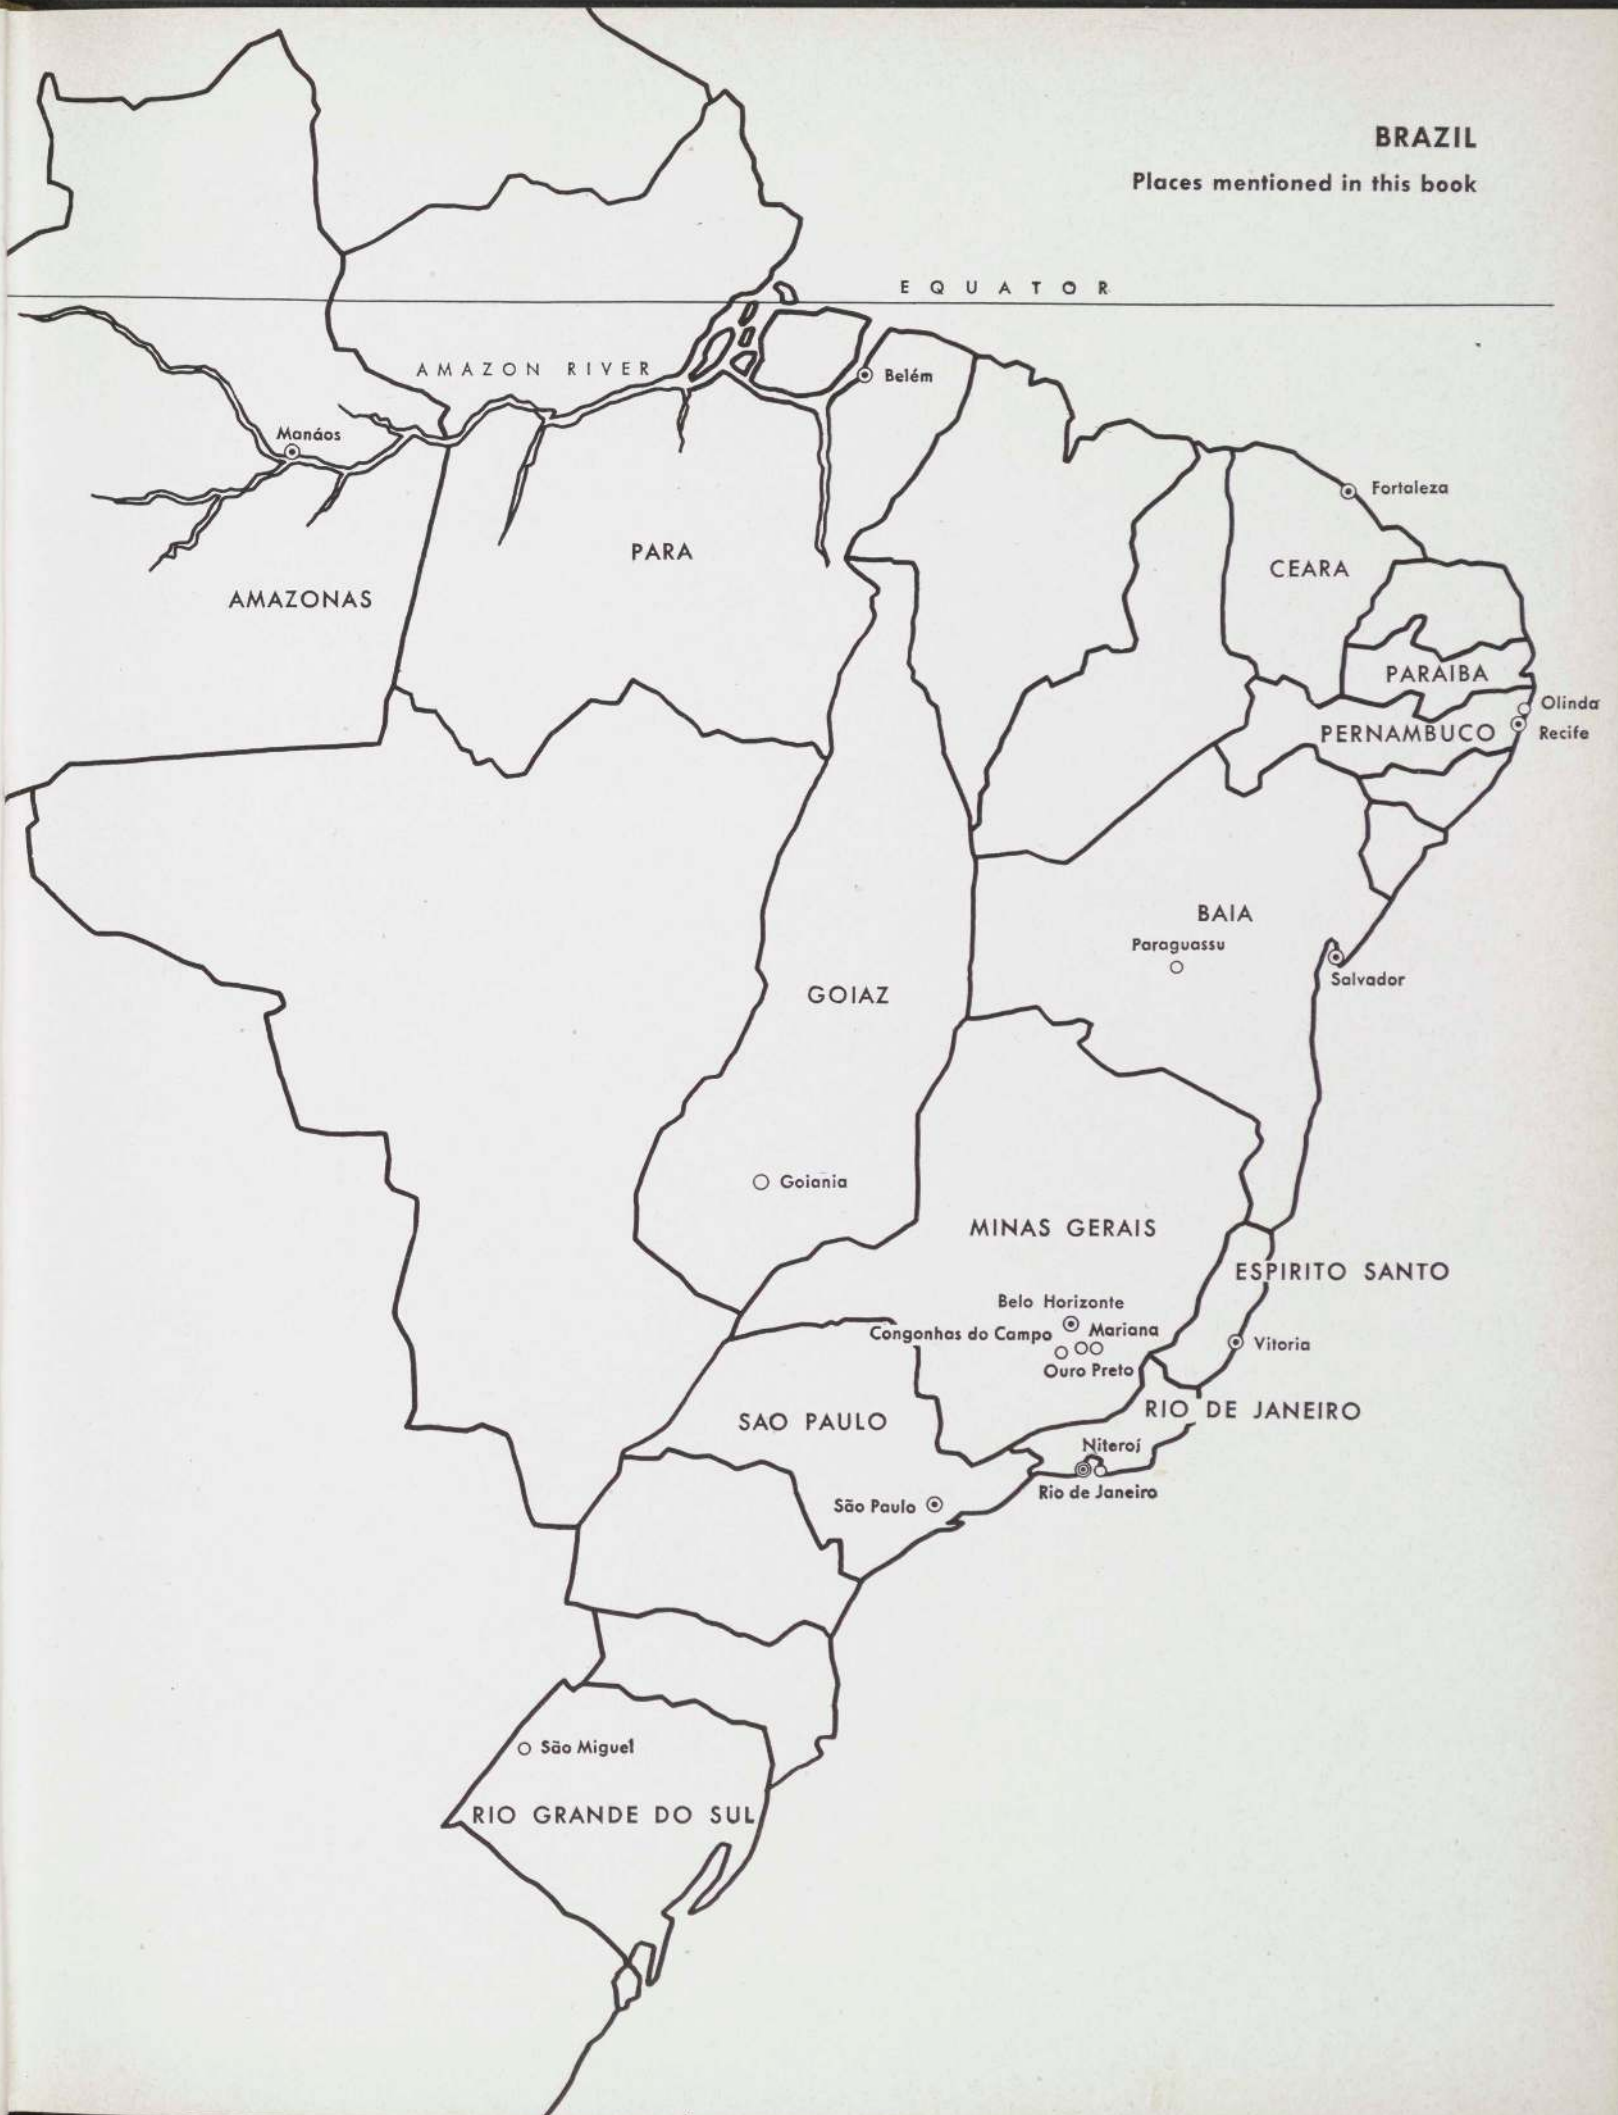 BRAZIL
Places mentioned in this book
EQUATOR
AMAZON RIVER
Belém
Manáos
Fortaleza
PARA
CEARA
AMAZONAS
PARAIBA
Olinda
PERNAMBUCO
Recife
BAIA
Paraguassu
Salvador
GOIAZ
Goiania
MINAS GERAIS
ESPIRITO SANTO
Belo Horizonte
Congonhas do Campo
Mariana
Vitoria
Ouro Preto
RIO DE JANEIRO
SAO PAULO
Niteroi
Rio de Janeiro
São Paulo
São Miguel
RIO GRANDE DO SUL